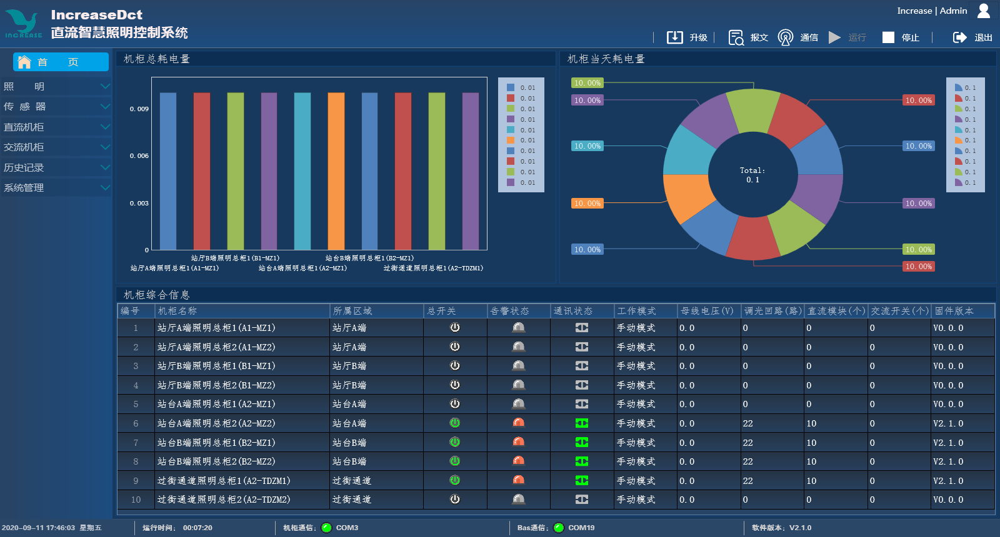 INCREASE
IncreaseDct
直流智慧照明控制系统
Increase | Admin
升级 报文 通信 运行 停止 退出
首 页
照 明
传 感 器
直流机柜
交流机柜
历史记录
系统管理
机柜总耗电量
0.009
0.006
0.003
0
站厅B端照明总柜1(B1-MZ1) 站台B端照明总柜1(B2-MZ1)
站厅A端照明总柜1(A1-MZ1) 站台A端照明总柜1(A2-MZ1) 过街通道照明总柜1(A2-TDZM1)
0.01
0.01
0.01
0.01
0.01
0.01
0.01
0.01
0.01
0.01
机柜当天耗电量
10.00%
10.00% 10.00%
10.00% 10.00%
10.00% 10.00%
10.00% 10.00%
10.00%
Total:
0.1
0.1
0.1
0.1
0.1
0.1
0.1
0.1
0.1
0.1
0.1
机柜综合信息
编号 机柜名称 所属区域 总开关 告警状态 通讯状态 工作模式 母线电压(V) 调光回路(路) 直流模块(个) 交流开关(个) 固件版本
1 站厅A端照明总柜1(A1-MZ1) 站厅A端 手动模式 0.0 0 0 0 V0.0.0
2 站厅A端照明总柜2(A1-MZ2) 站厅A端 手动模式 0.0 0 0 0 V0.0.0
3 站厅B端照明总柜1(B1-MZ1) 站厅B端 手动模式 0.0 0 0 0 V0.0.0
4 站厅B端照明总柜2(B1-MZ2) 站厅B端 手动模式 0.0 0 0 0 V0.0.0
5 站台A端照明总柜1(A2-MZ1) 站台A端 手动模式 0.0 0 0 0 V0.0.0
6 站台A端照明总柜2(A2-MZ2) 站台A端 手动模式 0.0 22 10 0 V2.1.0
7 站台B端照明总柜1(B2-MZ1) 站台B端 手动模式 0.0 22 10 0 V2.1.0
8 站台B端照明总柜2(B2-MZ2) 站台B端 手动模式 0.0 22 10 0 V2.1.0
9 过街通道照明总柜1(A2-TDZM1) 过街通道 手动模式 0.0 22 10 0 V2.1.0
10 过街通道照明总柜2(A2-TDZM2) 过街通道 手动模式 0.0 0 0 0 V0.0.0
2020-09-11 17:46:03 星期五 运行时间: 00:07:20 机柜通信: COM3 Bas通信: COM19 软件版本: V2.1.0